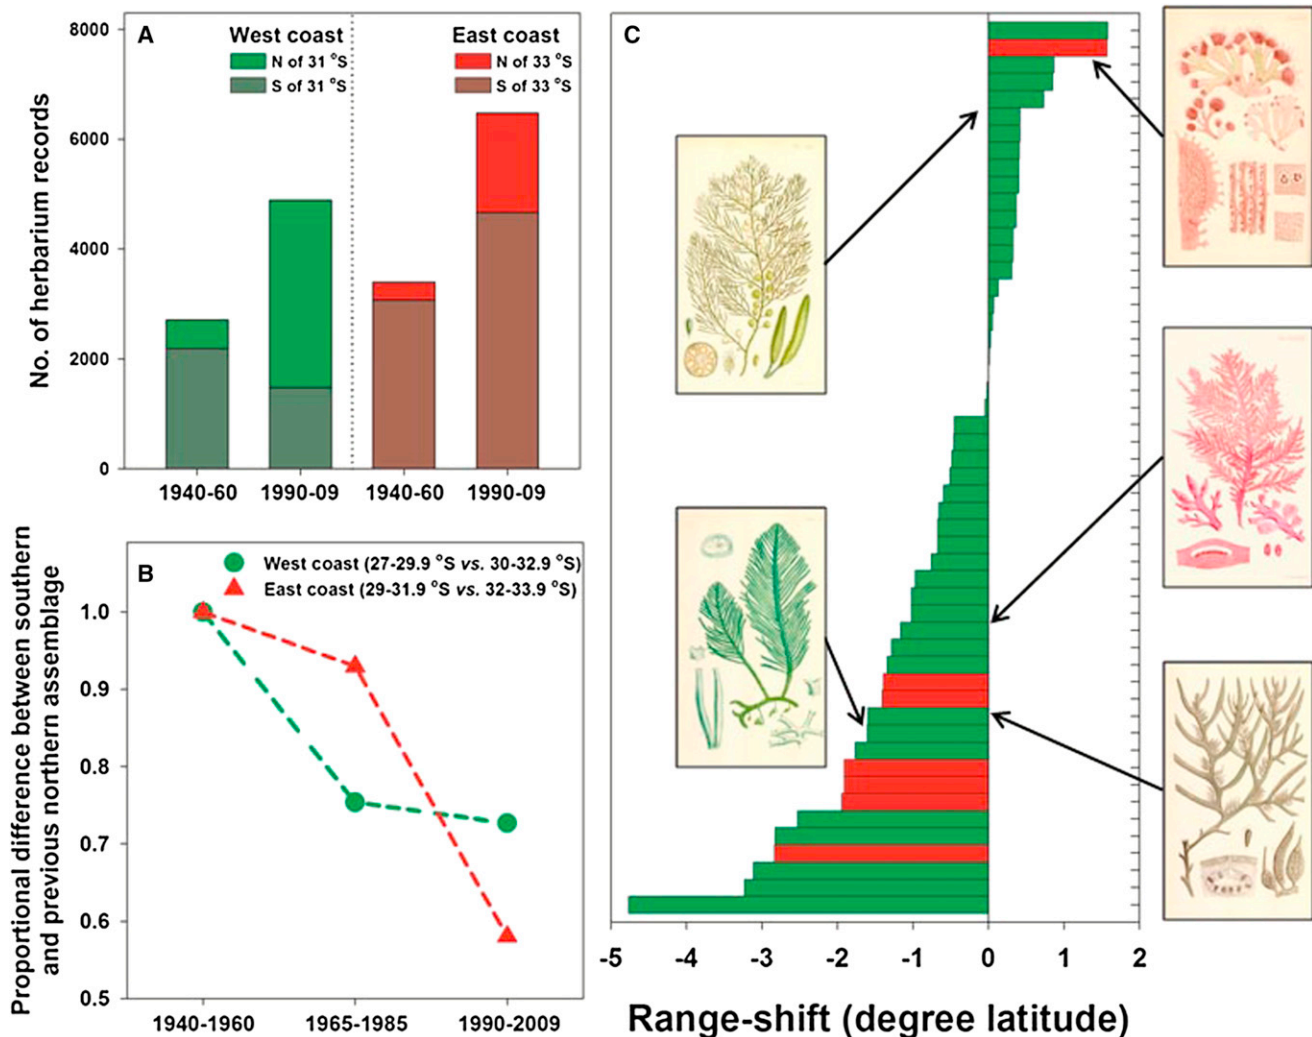 A
West coast
N of 31 °S
S of 31 °S
East coast
N of 33 °S
S of 33 °S
No. of herbarium records
8000
6000
4000
2000
0
1940-60
1990-09
1940-60
1990-09
B
West coast (27-29.9 °S vs. 30-32.9 °S)
East coast (29-31.9 °S vs. 32-33.9 °S)
Proportional difference between southern
and previous northern assemblage
1.0
0.9
0.8
0.7
0.6
0.5
1940-1960
1965-1985
1990-2009
C
-5
-4
-3
-2
-1
0
1
2
Range-shift (degree latitude)